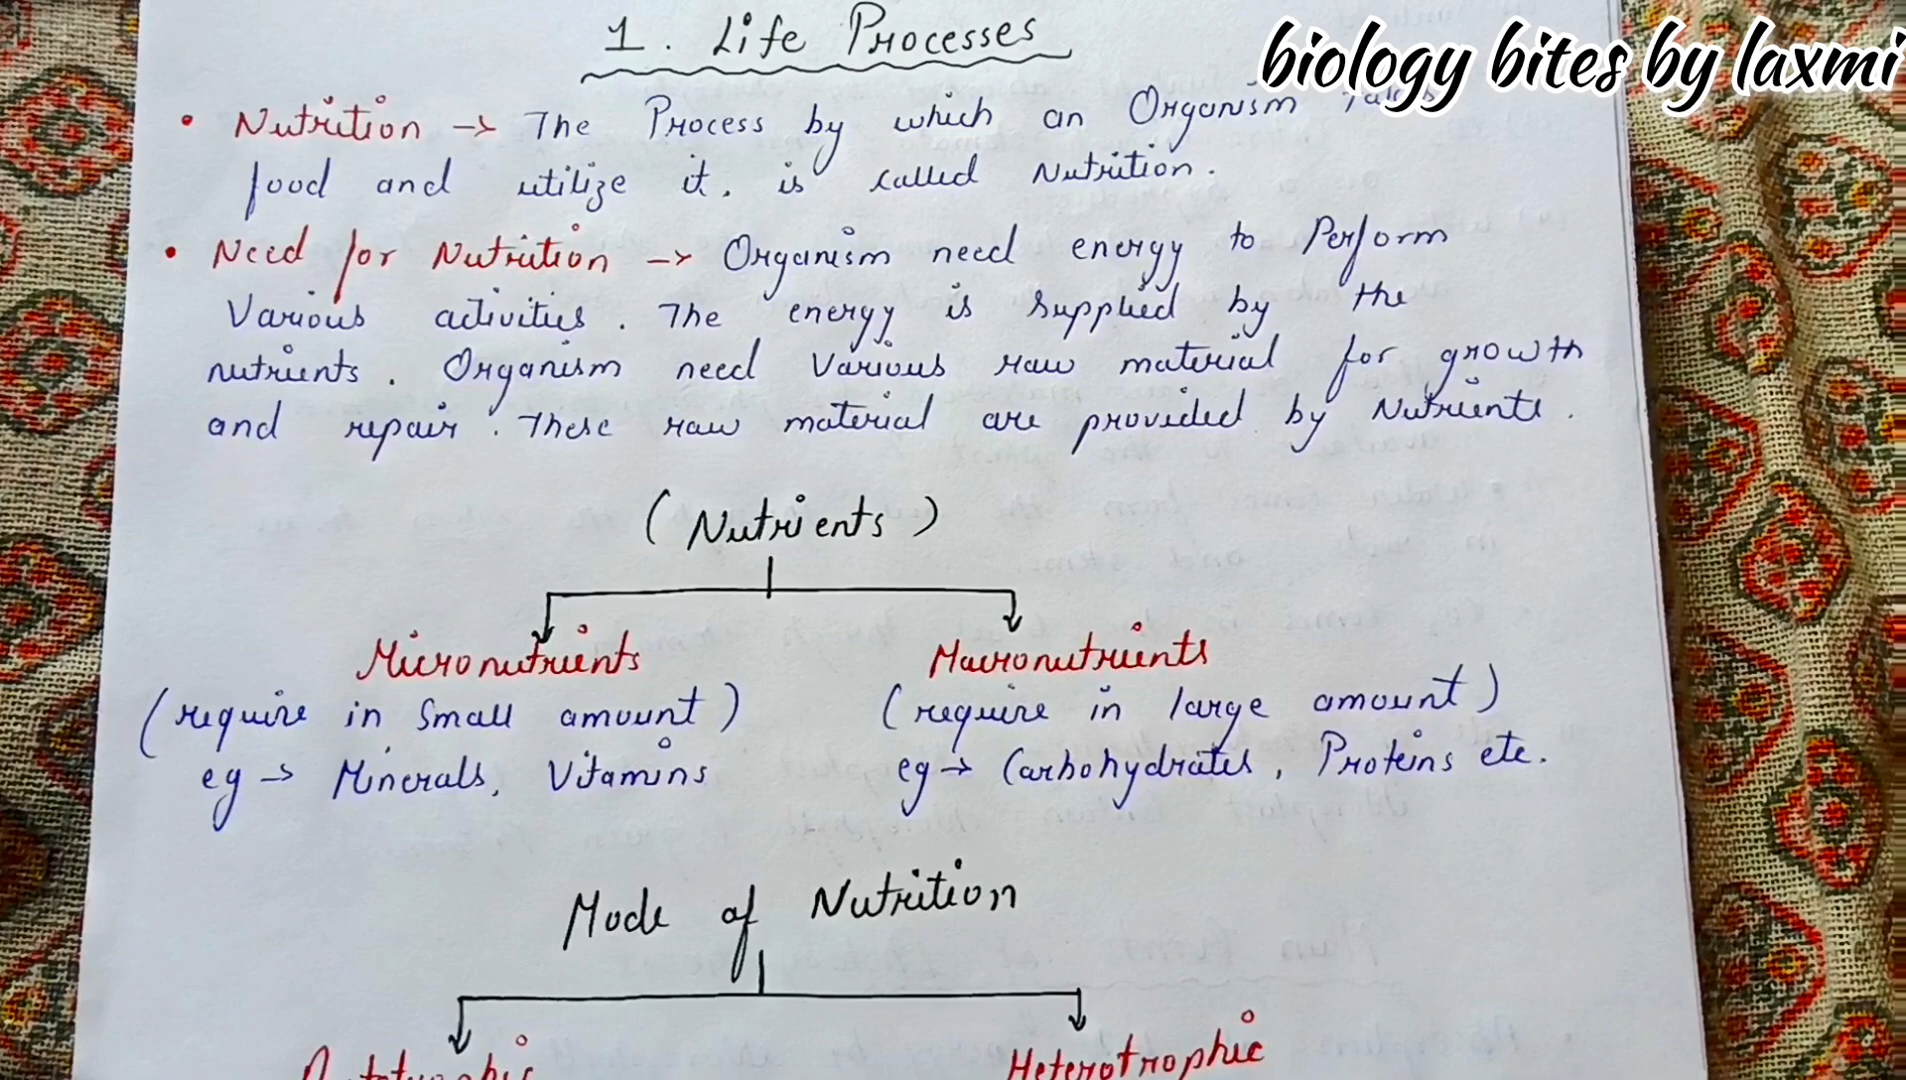 1. Life Processes
biology bites by laxmi
• Nutrition -> The Process by which an Organism takes
food and utilize it. is called Nutrition.
• Need for Nutrition -> Organism need energy to Perform
Various activities. The energy is supplied by the
nutrients. Organism need Various raw material for growth
and repair. These raw material are provided by Nutrients.
(Nutrients)
Micronutrients Macronutrients
(require in small amount) (require in large amount)
eg -> Minerals, Vitamins eg -> Carbohydrates, Proteins etc.
Mode of Nutrition
Autotrophic Heterotrophic